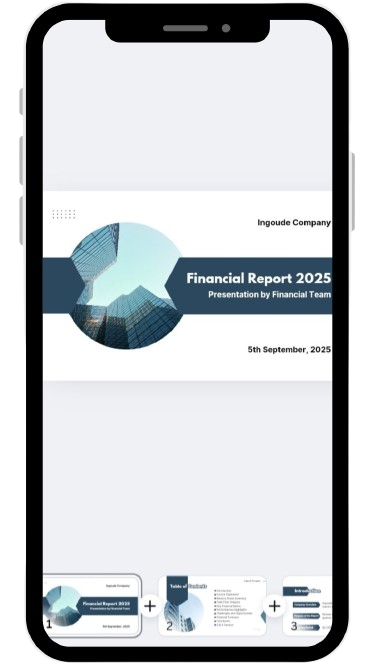 Ingoude Company
Financial Report 2025
Presentation by Financial Team
5th September, 2025
Ingoude Company
Financial Report 2025
Presentation by Financial Team
5th September, 2025
1
Table of Contents
2
Introduction
3